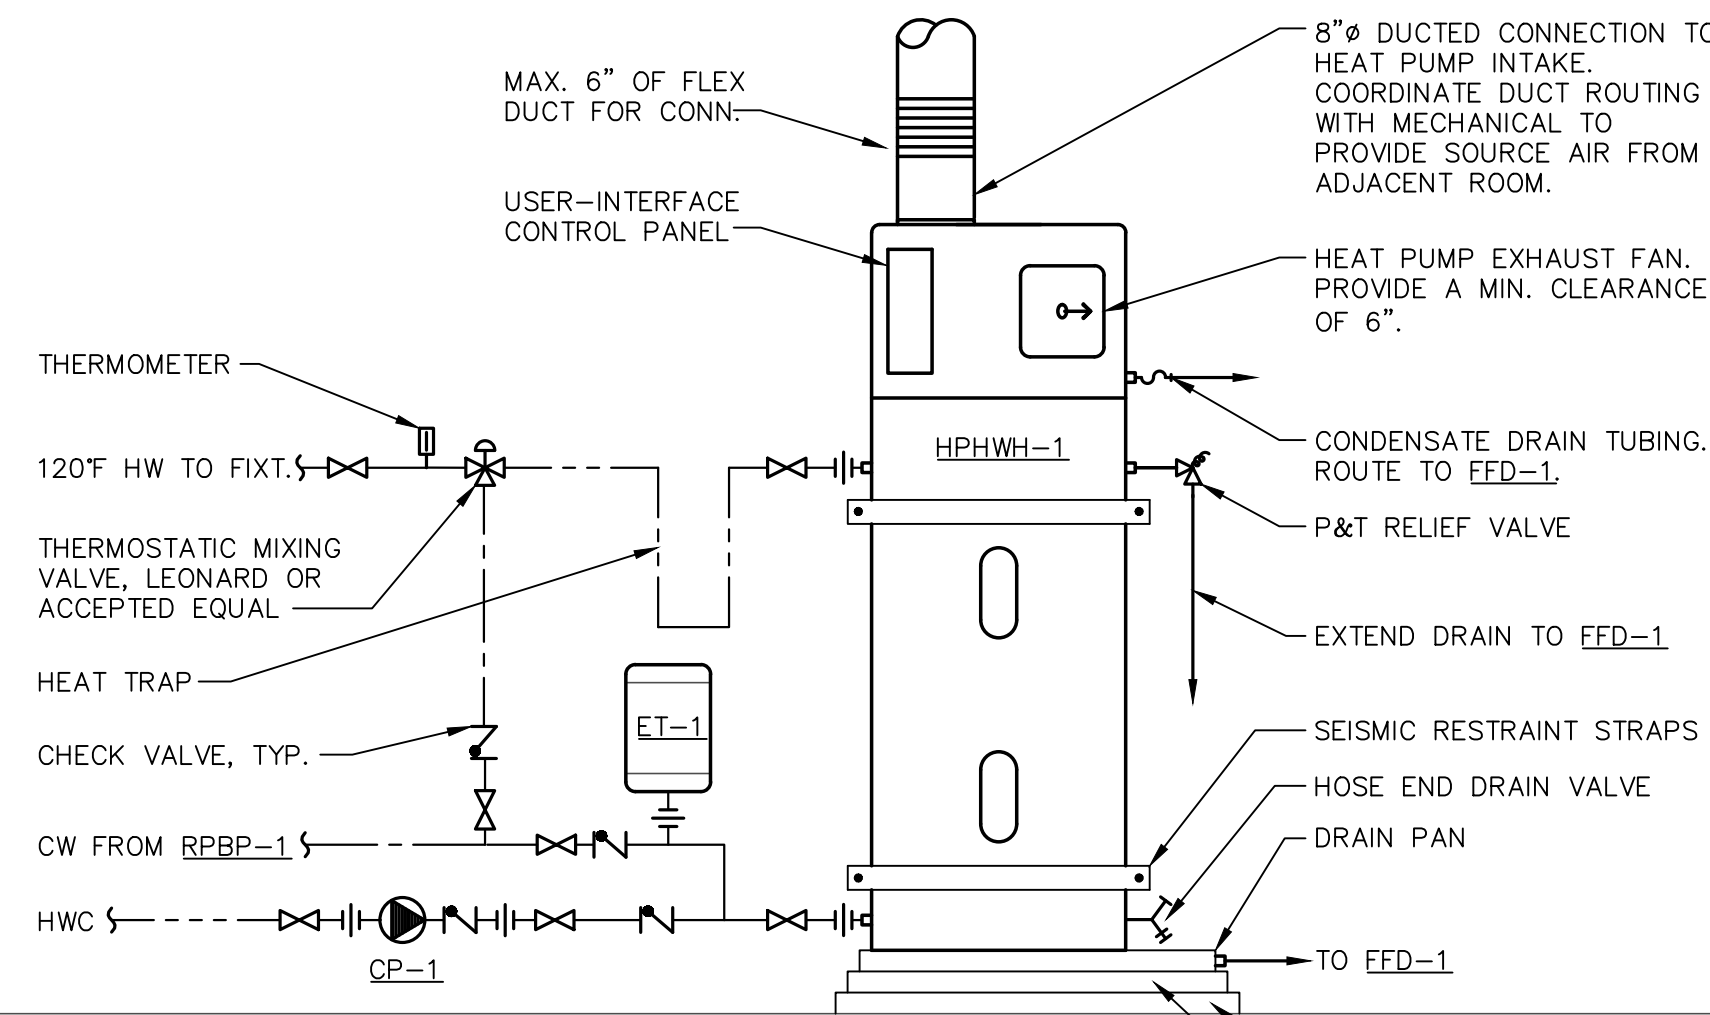 MAX. 6" OF FLEX
DUCT FOR CONN.
8"ø DUCTED CONNECTION TO
HEAT PUMP INTAKE.
COORDINATE DUCT ROUTING
WITH MECHANICAL TO
PROVIDE SOURCE AIR FROM
ADJACENT ROOM.
USER-INTERFACE
CONTROL PANEL
HEAT PUMP EXHAUST FAN.
PROVIDE A MIN. CLEARANCE
OF 6".
THERMOMETER
120°F HW TO FIXT.
HPHWH-1
CONDENSATE DRAIN TUBING.
ROUTE TO FFD-1.
P&T RELIEF VALVE
THERMOSTATIC MIXING
VALVE, LEONARD OR
ACCEPTED EQUAL
EXTEND DRAIN TO FFD-1
HEAT TRAP
ET-1
SEISMIC RESTRAINT STRAPS
CHECK VALVE, TYP.
HOSE END DRAIN VALVE
DRAIN PAN
CW FROM RPBP-1
HWC
CP-1
TO FFD-1